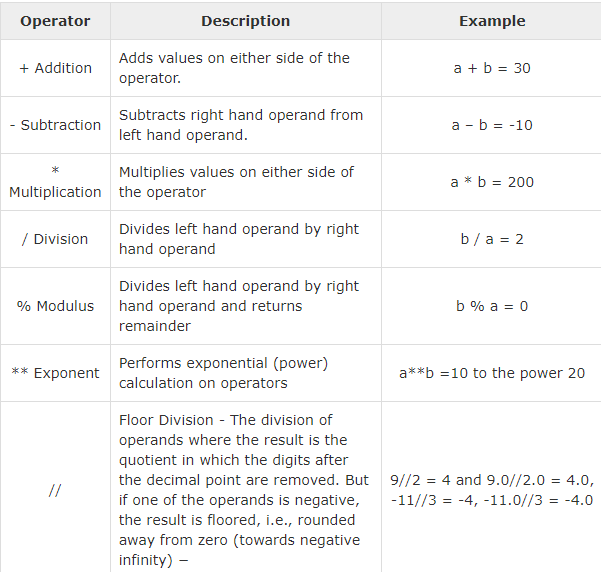 Operator Description Example
+ Addition
Adds values on either side of the
operator.
a + b = 30
- Subtraction
Subtracts right hand operand from
left hand operand.
a – b = -10
*
Multiplication
Multiplies values on either side of
the operator
a * b = 200
/ Division
Divides left hand operand by right
hand operand
b / a = 2
% Modulus
Divides left hand operand by right
hand operand and returns
remainder
b % a = 0
** Exponent
Performs exponential (power)
calculation on operators
a**b =10 to the power 20
//
Floor Division - The division of
operands where the result is the
quotient in which the digits after
the decimal point are removed. But
if one of the operands is negative,
the result is floored, i.e., rounded
away from zero (towards negative
infinity) −
9//2 = 4 and 9.0//2.0 = 4.0,
-11//3 = -4, -11.0//3 = -4.0